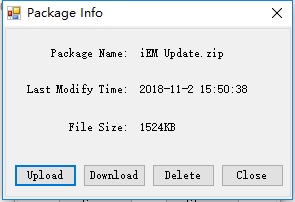 Package Info
Package Name: iEM Update.zip
Last Modify Time: 2018-11-2 15:50:38
File Size: 1524KB
Upload Download Delete Close